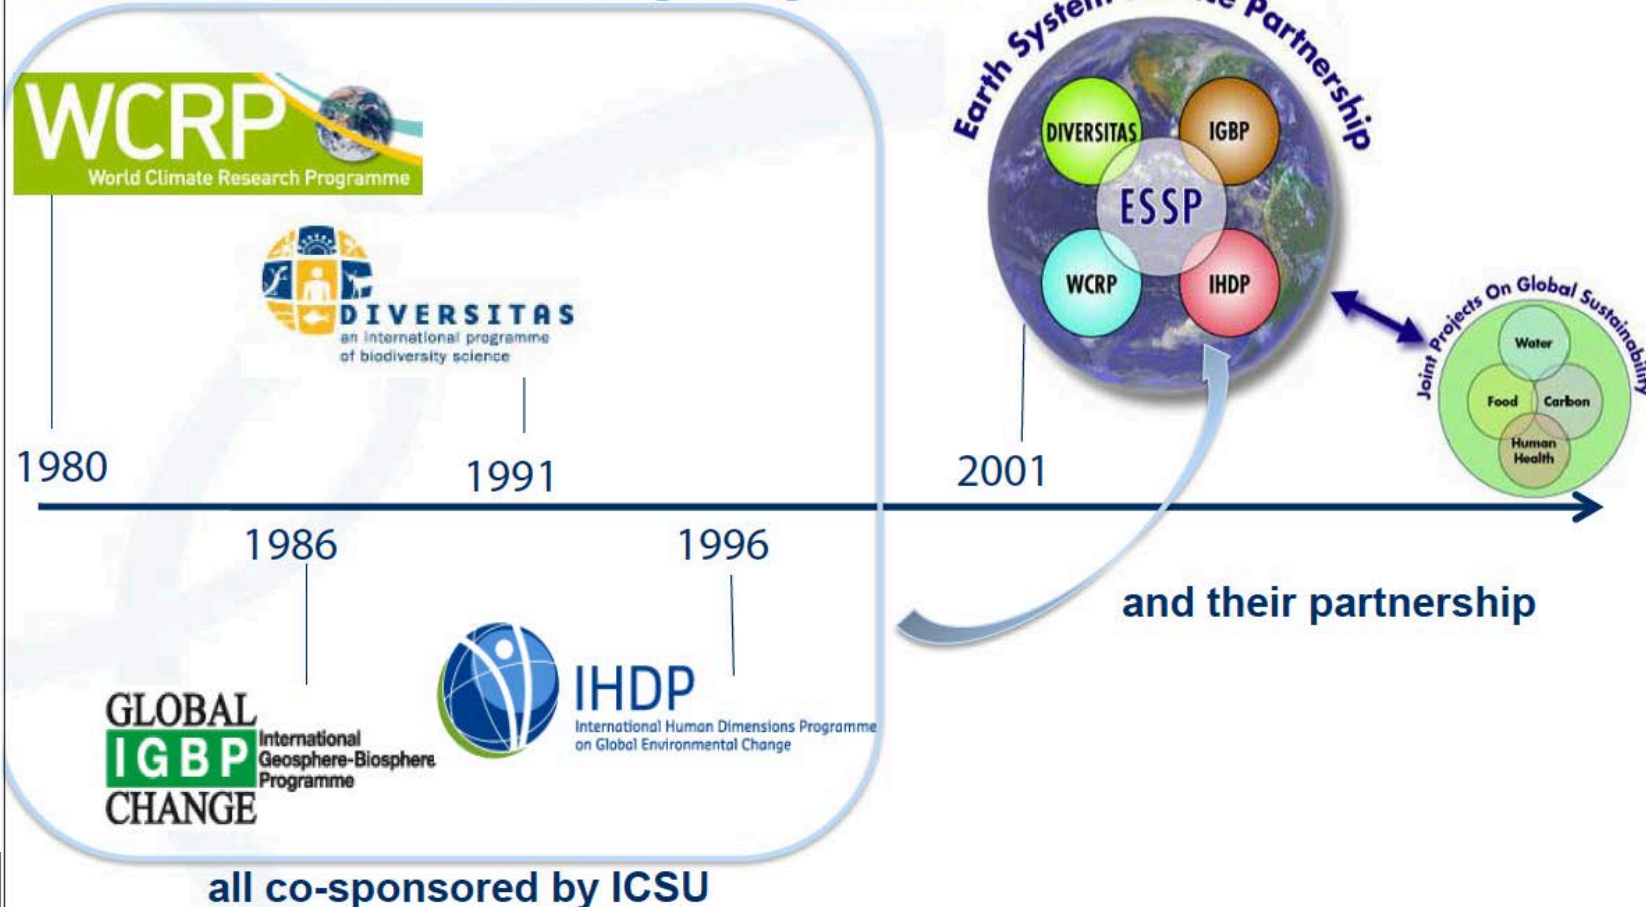 WCRP
World Climate Research Programme
DIVERSITAS
an international programme
of biodiversity science
1980
1991
1986
1996
GLOBAL
IGBP
International
Geosphere-Biosphere
Programme
CHANGE
IHDP
International Human Dimensions Programme
on Global Environmental Change
all co-sponsored by ICSU
Earth System Partnership
DIVERSITAS
IGBP
ESSP
WCRP
IHDP
2001
Joint Projects On Global Sustainability
Water
Food
Carbon
Human
Health
and their partnership